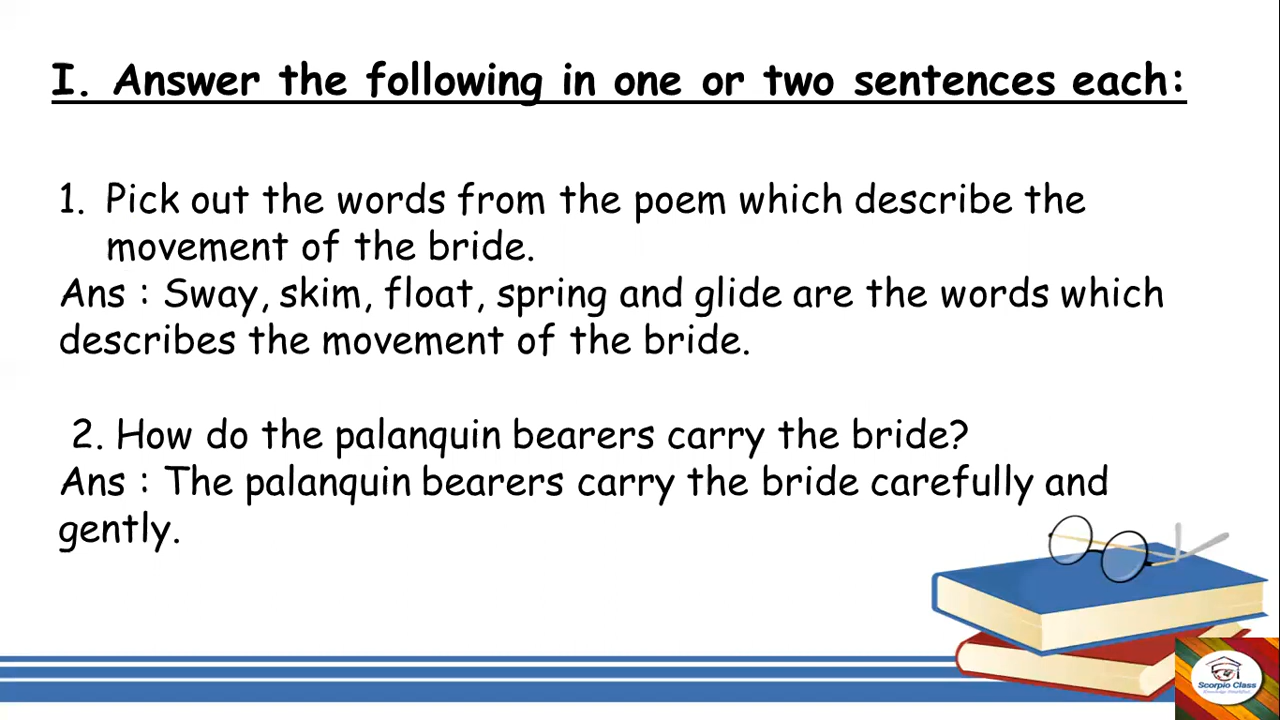 I. Answer the following in one or two sentences each:
1. Pick out the words from the poem which describe the
movement of the bride.
Ans : Sway, skim, float, spring and glide are the words which
describes the movement of the bride.
2. How do the palanquin bearers carry the bride?
Ans : The palanquin bearers carry the bride carefully and
gently.
Scorpio Class